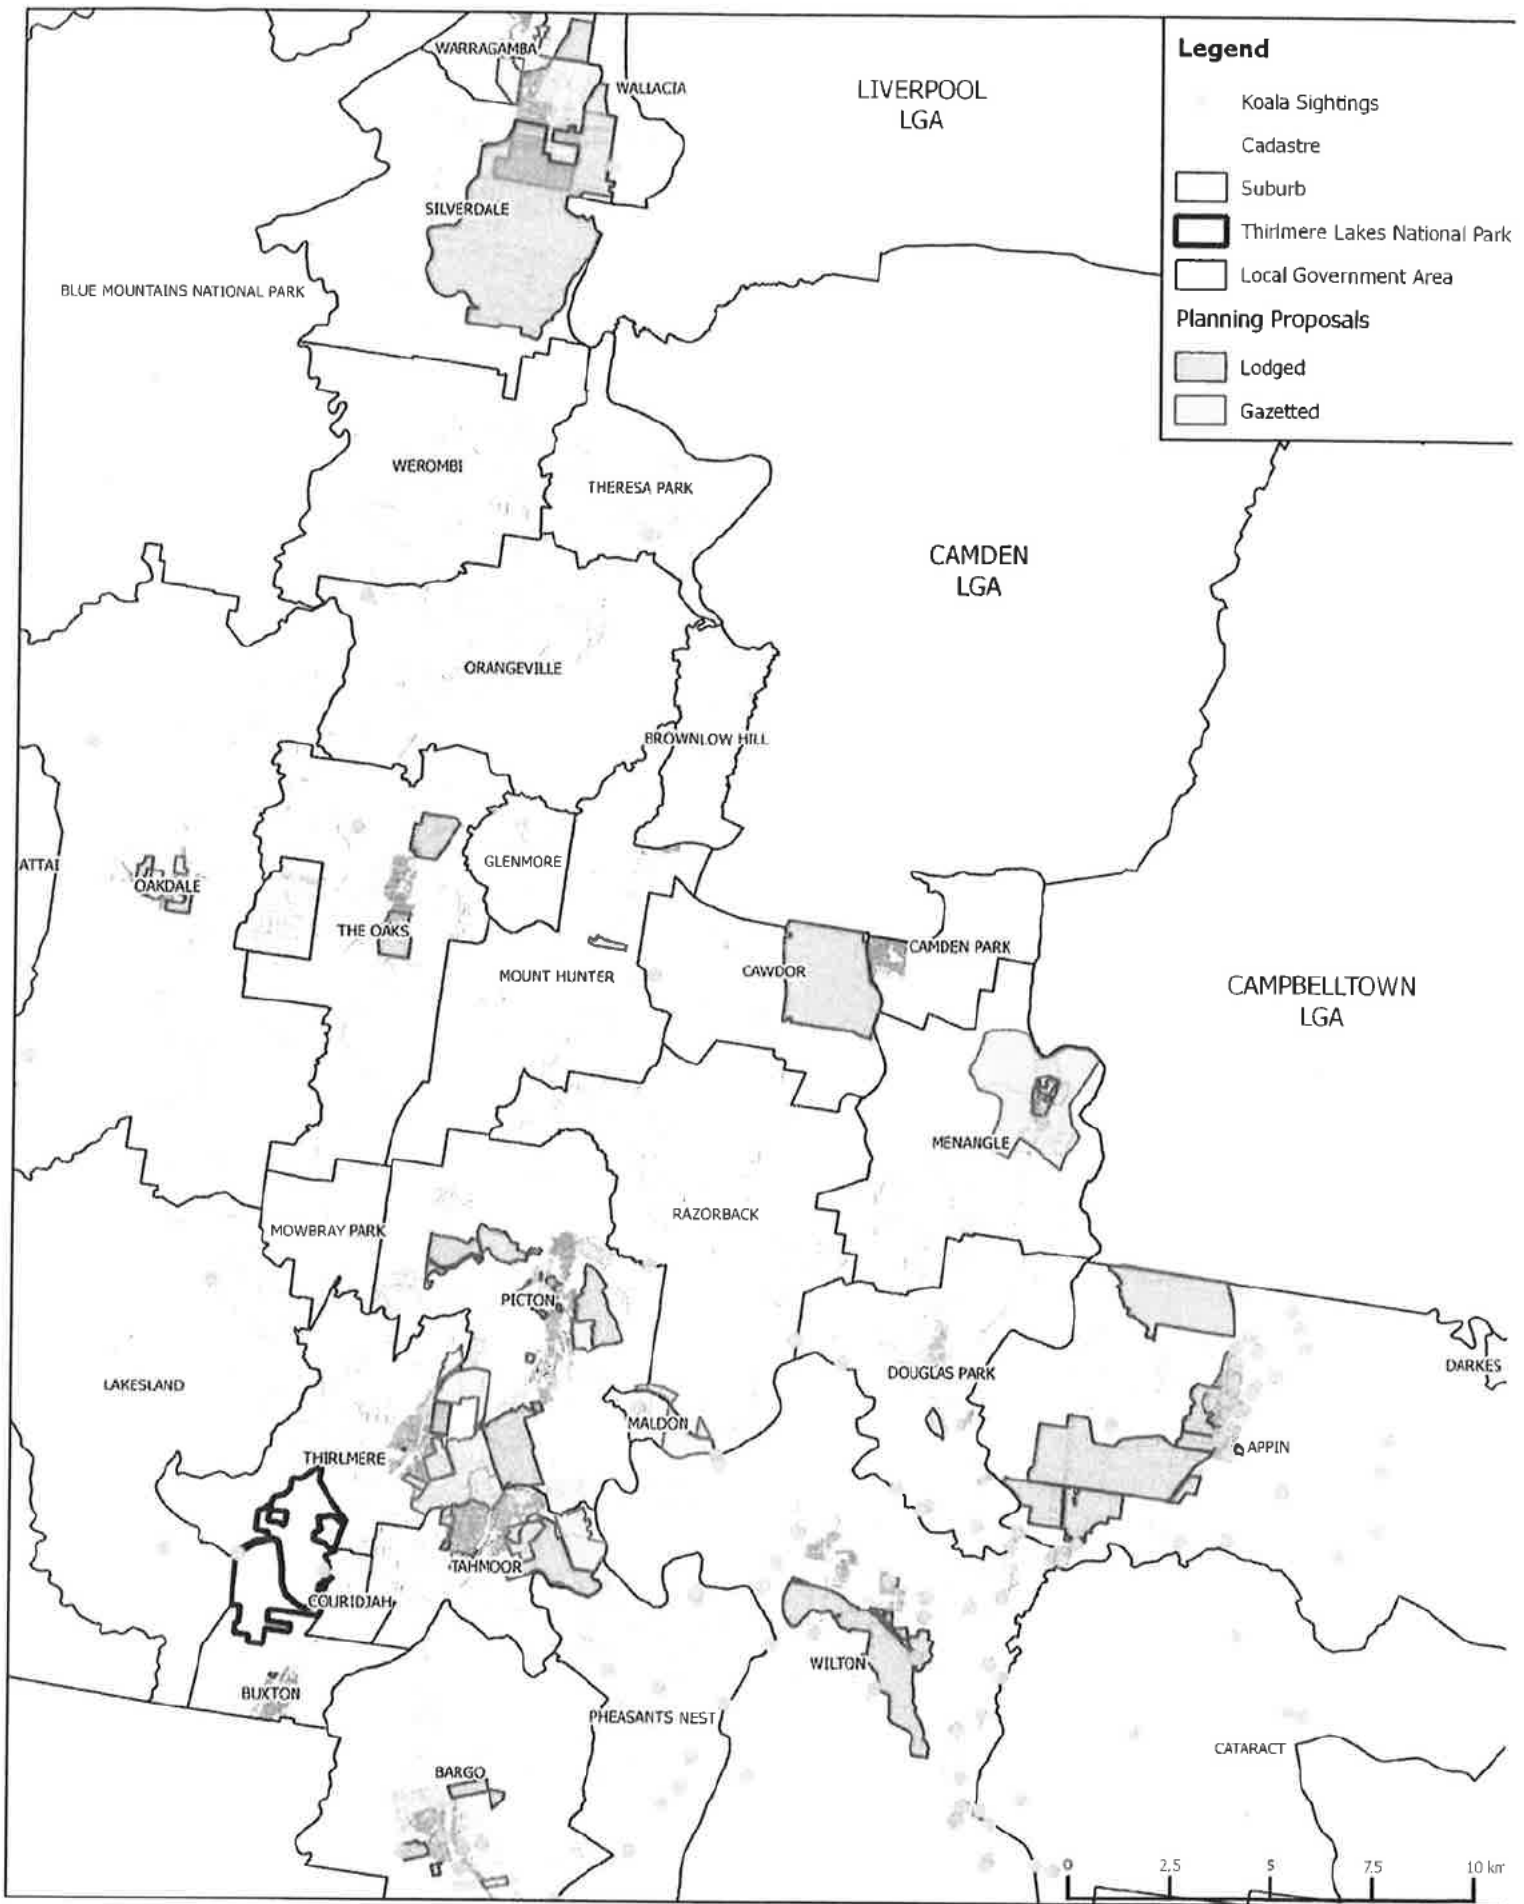 WARRAGAMBA
WALLACIA
LIVERPOOL
LGA
Legend
Koala Sightings
Cadastre
Suburb
Thirlmere Lakes National Park
Local Government Area
Planning Proposals
Lodged
Gazetted
SILVERDALE
BLUE MOUNTAINS NATIONAL PARK
WEROMBI
THERESA PARK
CAMDEN
LGA
ORANGEVILLE
BROWNLOW HILL
ATTAI
OAKDALE
GLENMORE
THE OAKS
MOUNT HUNTER
CAWDOR
CAMDEN PARK
CAMPBELLTOWN
LGA
MENANGLE
MOWBRAY PARK
RAZORBACK
PICTON
LAKESLAND
DOUGLAS PARK
DARKES
MALDON
APPIN
THIRLMERE
TAHMOOR
COURIDJAH
WILTON
BUXTON
PHEASANTS NEST
CATARACT
BARGO
0 2.5 5 7.5 10 km